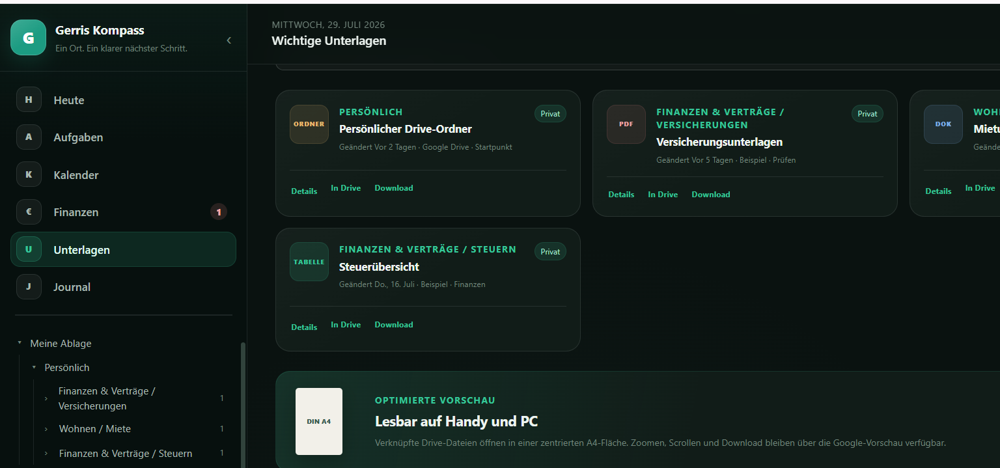 G
Gerris Kompass
Ein Ort. Ein klarer nächster Schritt.
‹
H
Heute
A
Aufgaben
K
Kalender
€
Finanzen
1
U
Unterlagen
J
Journal
Meine Ablage
Persönlich
Finanzen & Verträge /
Versicherungen
1
Wohnen / Miete
1
Finanzen & Verträge / Steuern
1
MITTWOCH, 29. JULI 2026
Wichtige Unterlagen
ORDNER
PERSÖNLICH
Persönlicher Drive-Ordner
Geändert Vor 2 Tagen · Google Drive · Startpunkt
Privat
Details
In Drive
Download
PDF
FINANZEN & VERTRÄGE /
VERSICHERUNGEN
Versicherungsunterlagen
Geändert Vor 5 Tagen · Beispiel · Prüfen
Privat
Details
In Drive
Download
DOK
Details
In Drive
TABELLE
FINANZEN & VERTRÄGE / STEUERN
Steuerübersicht
Geändert Do., 16. Juli · Beispiel · Finanzen
Privat
Details
In Drive
Download
DIN A4
OPTIMIERTE VORSCHAU
Lesbar auf Handy und PC
Verknüpfte Drive-Dateien öffnen in einer zentrierten A4-Fläche. Zoomen, Scrollen und Download bleiben über die Google-Vorschau verfügbar.